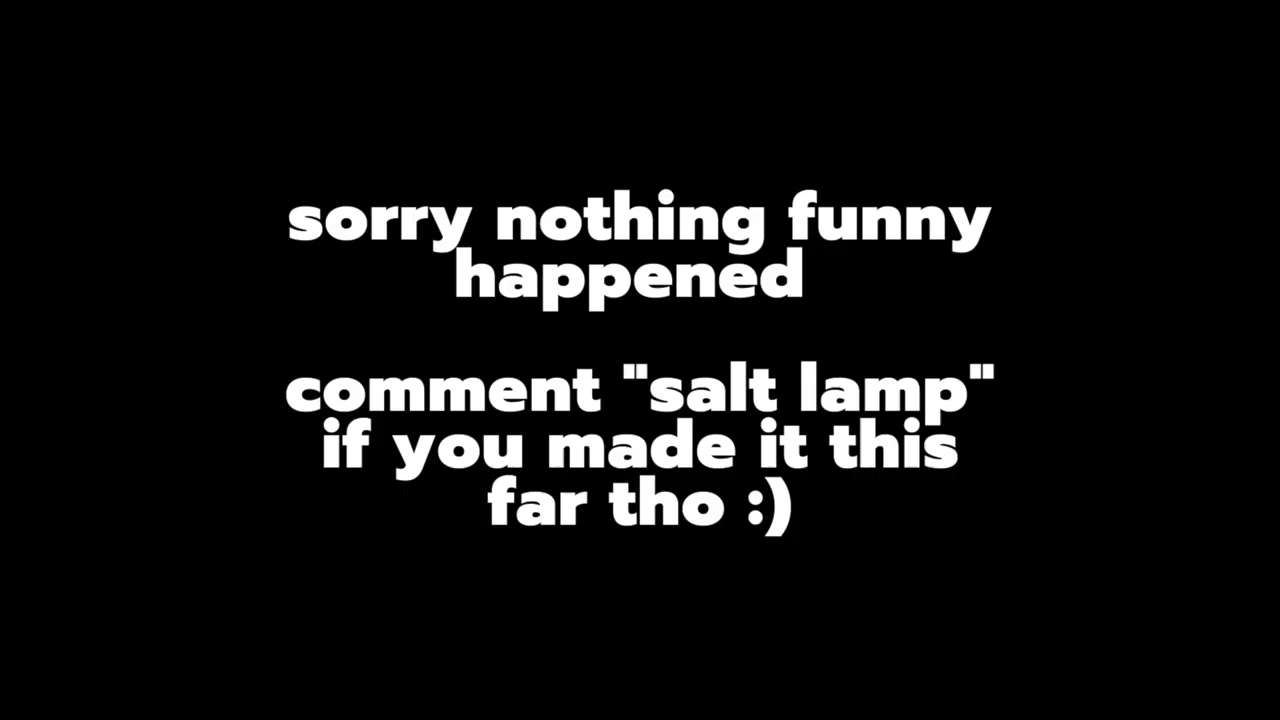 sorry nothing funny
happened
comment "salt lamp"
if you made it this
far tho :)